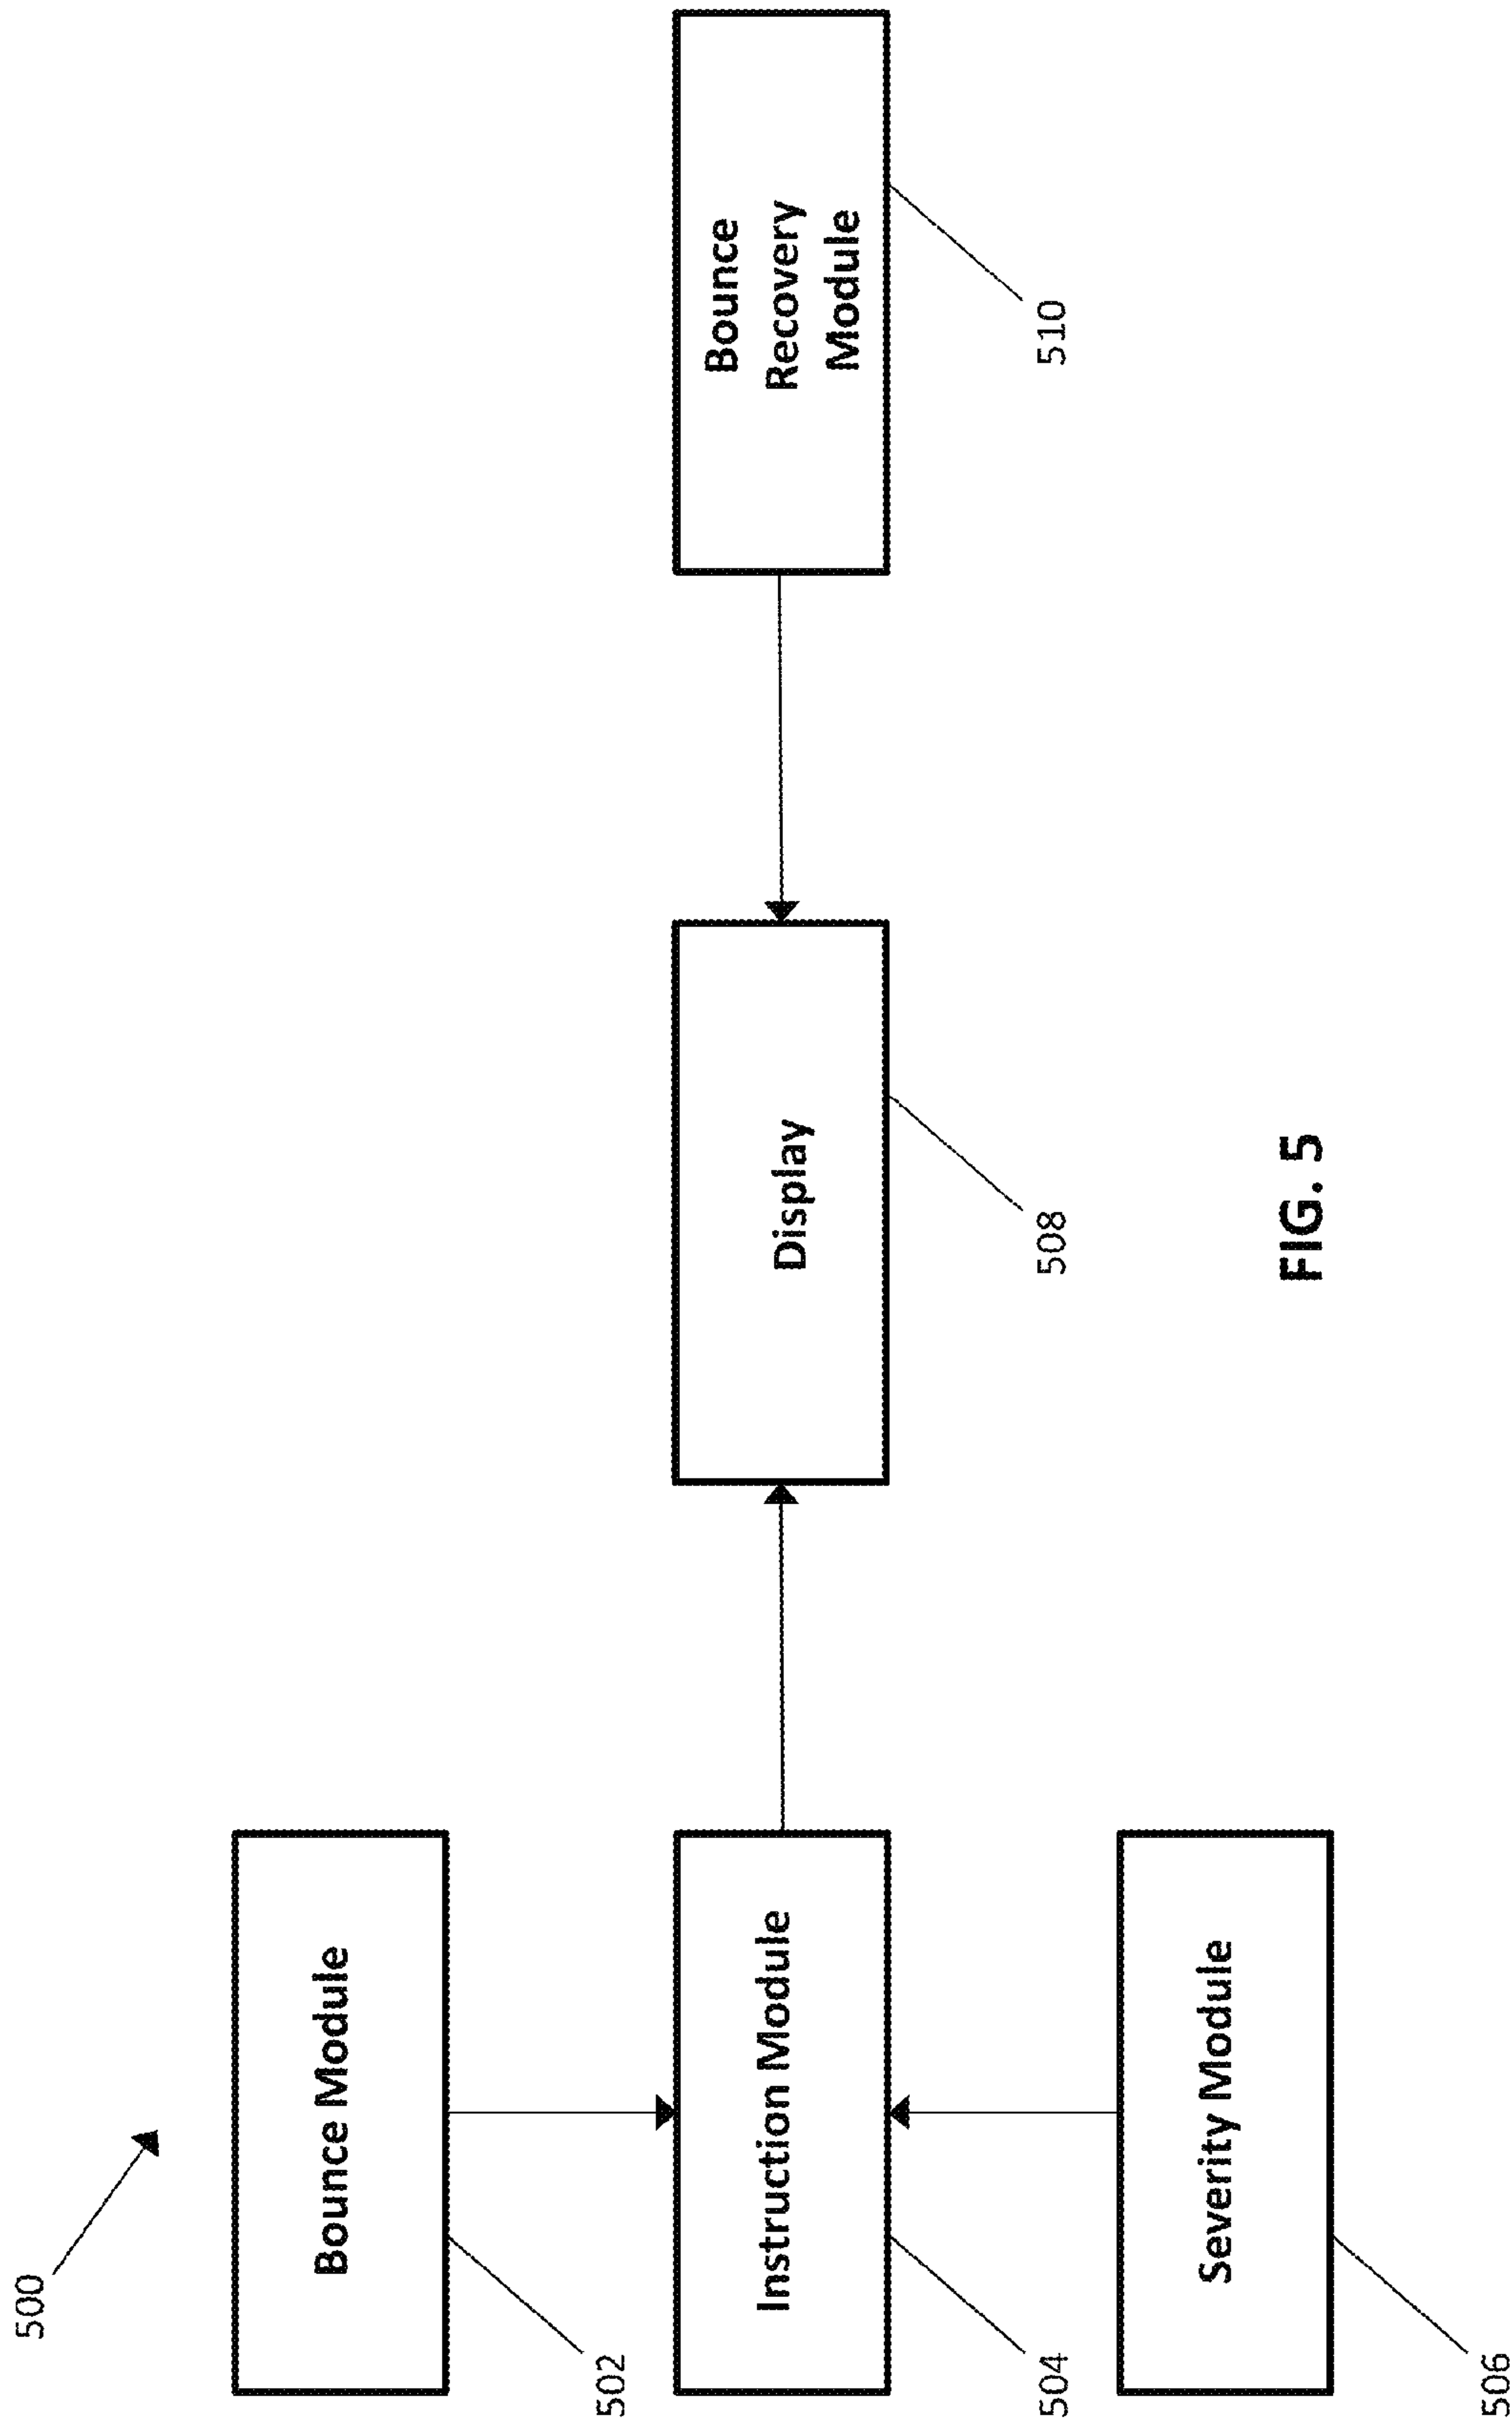 500
Bounce Module
502
Instruction Module
504
Severity Module
506
Display
508
Bounce
Recovery
Module
510
FIG. 5